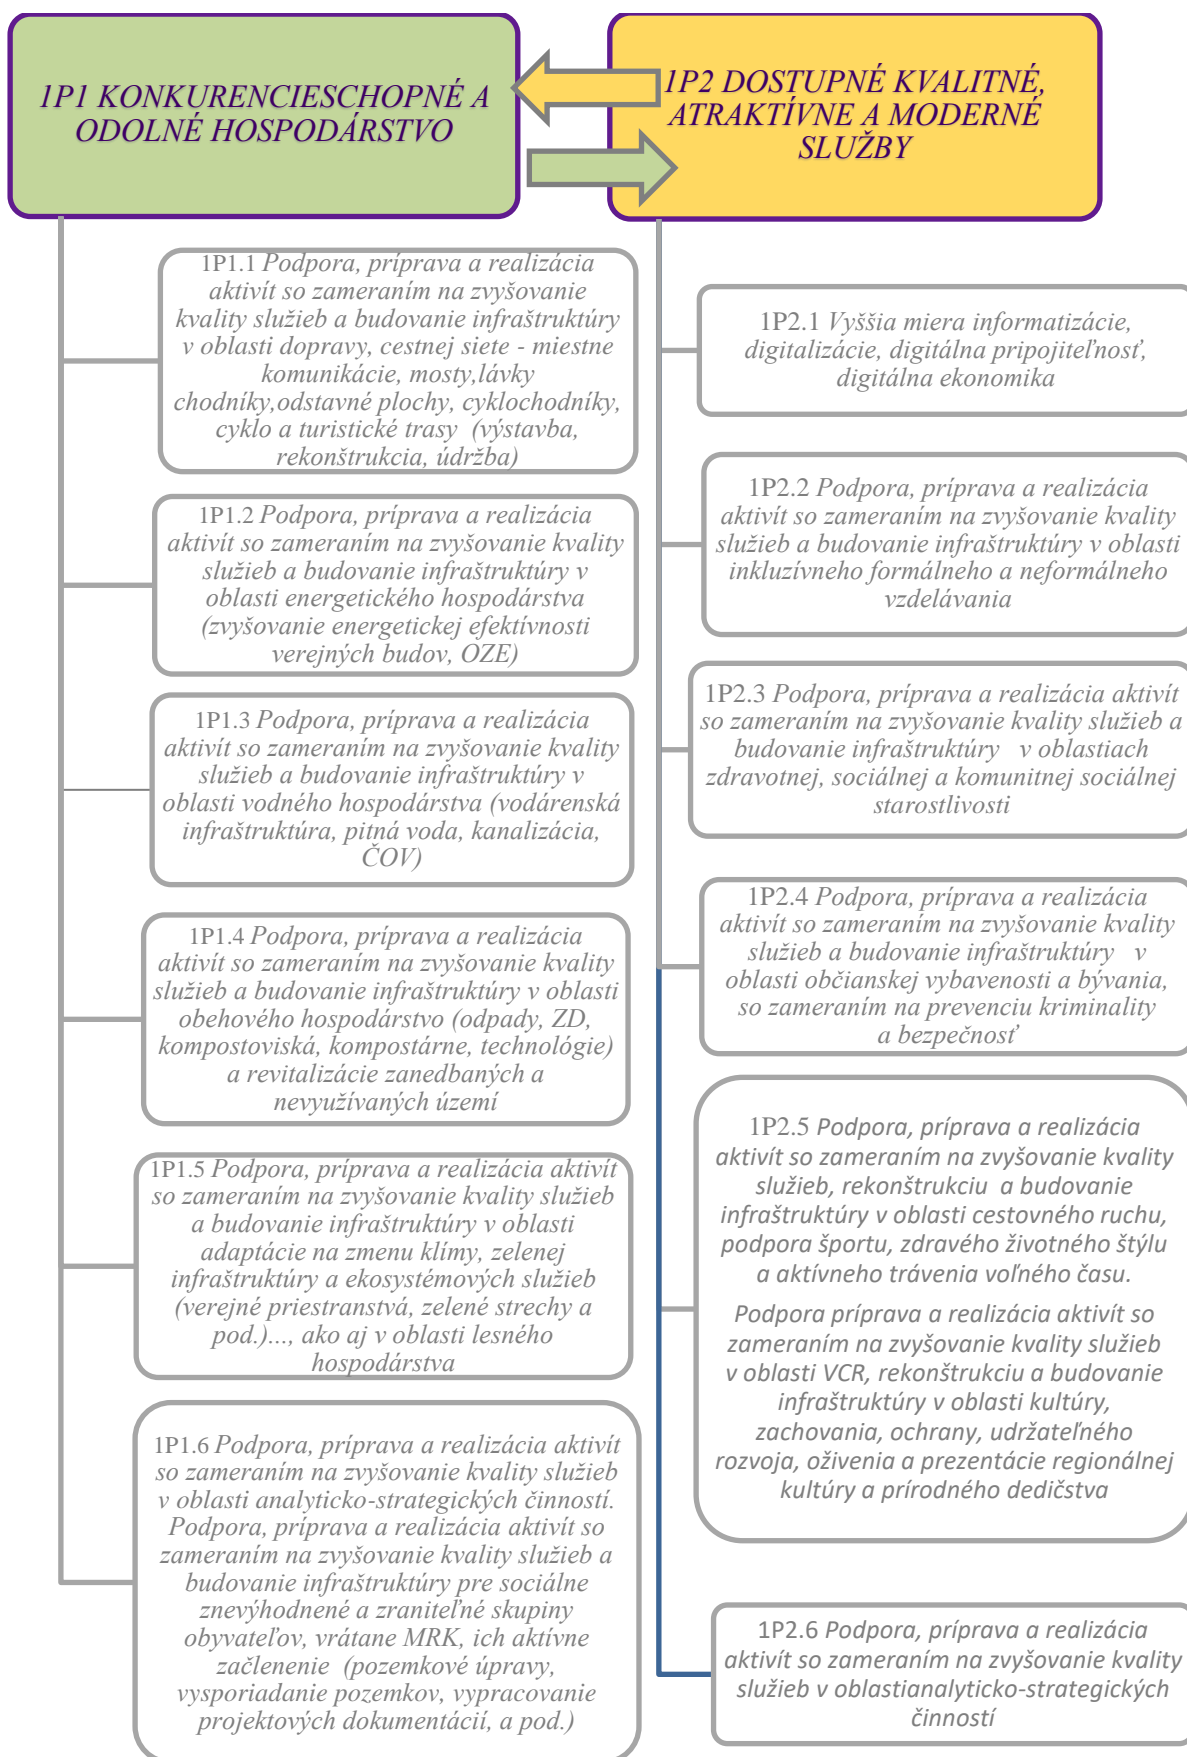 1P1 KONKURENCIESCHOPNÉ A
ODOLNÉ HOSPODÁRSTVO
1P1.1 Podpora, príprava a realizácia
aktivít so zameraním na zvyšovanie
kvality služieb a budovanie infraštruktúry
v oblasti dopravy, cestnej siete - miestne
komunikácie, mosty,lávky
chodníky,odstavné plochy, cyklochodníky,
cyklo a turistické trasy (výstavba,
rekonštrukcia, údržba)
1P1.2 Podpora, príprava a realizácia
aktivít so zameraním na zvyšovanie kvality
služieb a budovanie infraštruktúry v
oblasti energetického hospodárstva
(zvyšovanie energetickej efektívnosti
verejných budov, OZE)
1P1.3 Podpora, príprava a realizácia
aktivít so zameraním na zvyšovanie kvality
služieb a budovanie infraštruktúry v
oblasti vodného hospodárstva (vodárenská
infraštruktúra, pitná voda, kanalizácia,
ČOV)
1P1.4 Podpora, príprava a realizácia
aktivít so zameraním na zvyšovanie kvality
služieb a budovanie infraštruktúry v oblasti
obehového hospodárstvo (odpady, ZD,
kompostoviská, kompostárne, technológie)
a revitalizácie zanedbaných a
nevyužívaných území
1P1.5 Podpora, príprava a realizácia aktivít
so zameraním na zvyšovanie kvality služieb
a budovanie infraštruktúry v oblasti
adaptácie na zmenu klímy, zelenej
infraštruktúry a ekosystémových služieb
(verejné priestranstvá, zelené strechy a
pod.)..., ako aj v oblasti lesného
hospodárstva
1P1.6 Podpora, príprava a realizácia aktivít
so zameraním na zvyšovanie kvality služieb
v oblasti analyticko-strategických činností.
Podpora, príprava a realizácia aktivít so
zameraním na zvyšovanie kvality služieb a
budovanie infraštruktúry pre sociálne
znevýhodnené a zraniteľné skupiny
obyvateľov, vrátane MRK, ich aktívne
začlenenie (pozemkové úpravy,
vysporiadanie pozemkov, vypracovanie
projektových dokumentácií, a pod.)
1P2 DOSTUPNÉ KVALITNÉ,
ATRAKTÍVNE A MODERNÉ
SLUŽBY
1P2.1 Vyššia miera informatizácie,
digitalizácie, digitálna pripojiteľnosť,
digitálna ekonomika
1P2.2 Podpora, príprava a realizácia
aktivít so zameraním na zvyšovanie kvality
služieb a budovanie infraštruktúry v oblasti
inkluzívneho formálneho a neformálneho
vzdelávania
1P2.3 Podpora, príprava a realizácia aktivít
so zameraním na zvyšovanie kvality služieb a
budovanie infraštruktúry v oblastiach
zdravotnej, sociálnej a komunitnej sociálnej
starostlivosti
1P2.4 Podpora, príprava a realizácia
aktivít so zameraním na zvyšovanie kvality
služieb a budovanie infraštruktúry v
oblasti občianskej vybavenosti a bývania,
so zameraním na prevenciu kriminality
a bezpečnosť
1P2.5 Podpora, príprava a realizácia
aktivít so zameraním na zvyšovanie kvality
služieb, rekonštrukciu a budovanie
infraštruktúry v oblasti cestovného ruchu,
podpora športu, zdravého životného štýlu
a aktívneho trávenia voľného času.
Podpora príprava a realizácia aktivít so
zameraním na zvyšovanie kvality služieb
v oblasti VCR, rekonštrukciu a budovanie
infraštruktúry v oblasti kultúry,
zachovania, ochrany, udržateľného
rozvoja, oživenia a prezentácie regionálnej
kultúry a prírodného dedičstva
1P2.6 Podpora, príprava a realizácia
aktivít so zameraním na zvyšovanie kvality
služieb v oblastianalyticko-strategických
činností